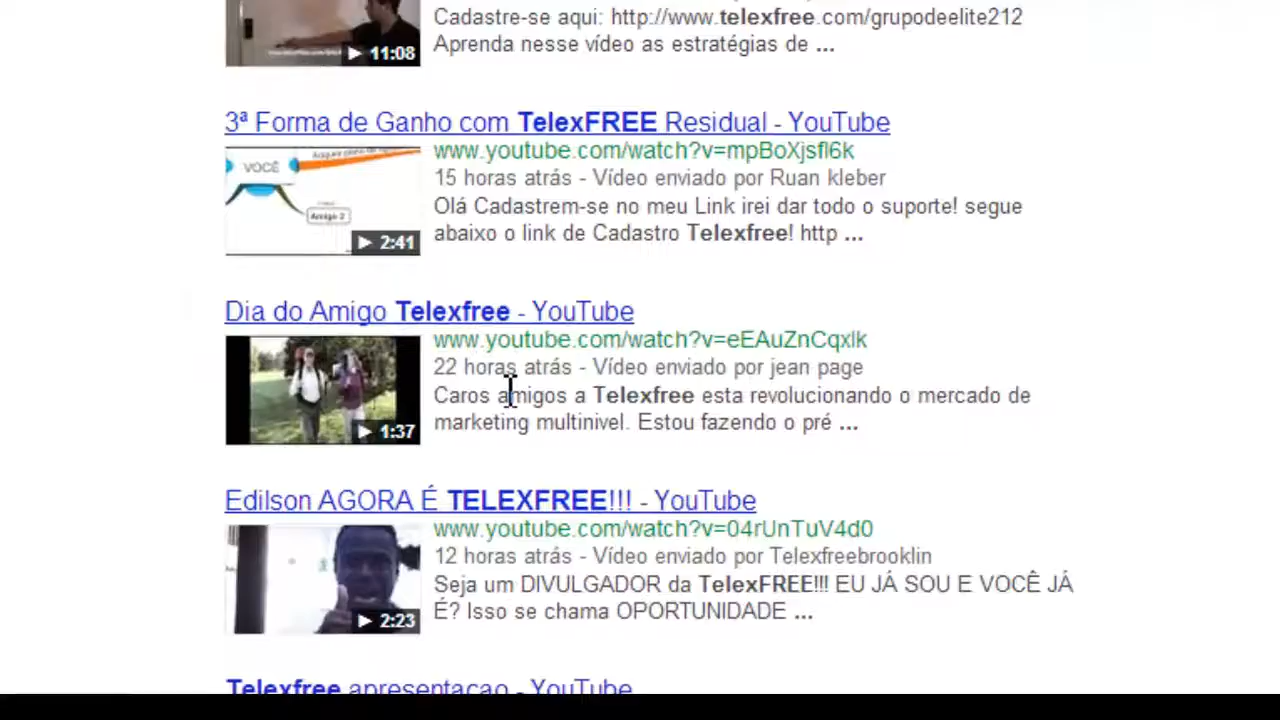 Cadastre-se aqui: http://www.telexfree.com/grupodeelite212
11:08
Aprenda nesse vídeo as estratégias de ...
3ª Forma de Ganho com TelexFREE Residual - YouTube
VOCÊ
Amigo 2
2:41
www.youtube.com/watch?v=mpBoXjsfl6k
15 horas atrás - Vídeo enviado por Ruan kleber
Olá Cadastrem-se no meu Link irei dar todo o suporte! segue
abaixo o link de Cadastro Telexfree! http ...
Dia do Amigo Telexfree - YouTube
1:37
www.youtube.com/watch?v=eEAuZnCqxlk
22 horas atrás - Vídeo enviado por jean page
Caros amigos a Telexfree esta revolucionando o mercado de
marketing multinivel. Estou fazendo o pré ...
Edilson AGORA É TELEXFREE!!! - YouTube
2:23
www.youtube.com/watch?v=04rUnTuV4d0
12 horas atrás - Vídeo enviado por Telexfreebrooklin
Seja um DIVULGADOR da TelexFREE!!! EU JÁ SOU E VOCÊ JÁ
É? Isso se chama OPORTUNIDADE ...
Telexfree apresentacao - YouTube